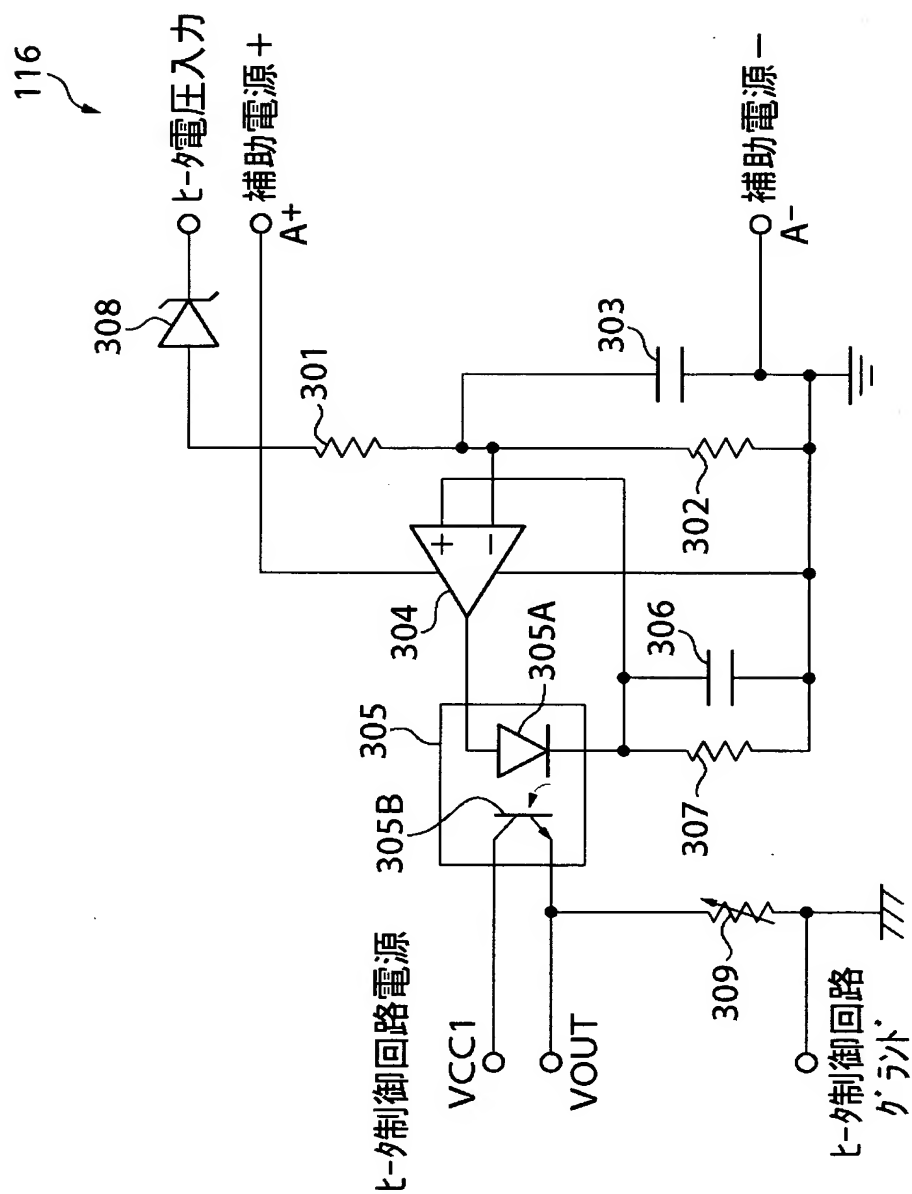 116
ヒータ電圧入力
補助電源+
A+
補助電源-
A-
308
301
303
302
+
-
304
305
305A
305B
306
307
309
ヒータ制御回路電源
VCC1
VOUT
ヒータ制御回路
グランド